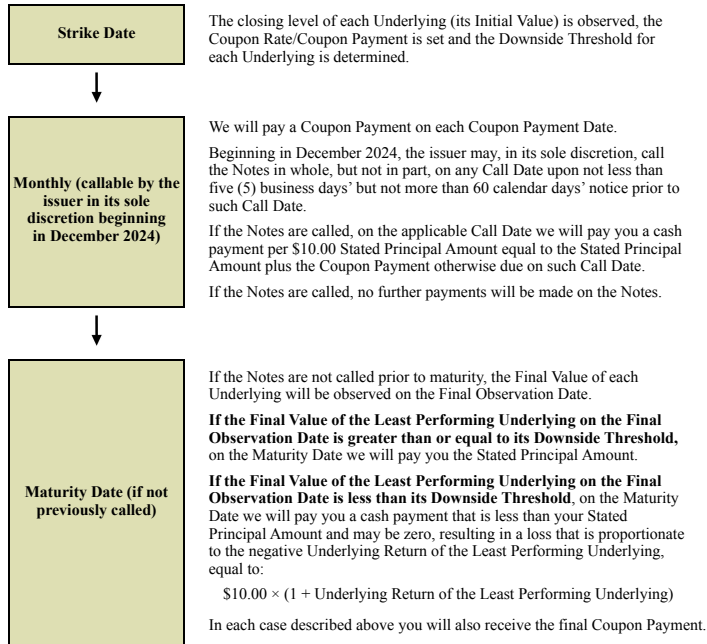 Strike Date
The closing level of each Underlying (its Initial Value) is observed, the
Coupon Rate/Coupon Payment is set and the Downside Threshold for
each Underlying is determined.
Monthly (callable by the
issuer in its sole
discretion beginning
in December 2024)
We will pay a Coupon Payment on each Coupon Payment Date.
Beginning in December 2024, the issuer may, in its sole discretion, call
the Notes in whole, but not in part, on any Call Date upon not less than
five (5) business days’ but not more than 60 calendar days’ notice prior to
such Call Date.
If the Notes are called, on the applicable Call Date we will pay you a cash
payment per $10.00 Stated Principal Amount equal to the Stated Principal
Amount plus the Coupon Payment otherwise due on such Call Date.
If the Notes are called, no further payments will be made on the Notes.
Maturity Date (if not
previously called)
If the Notes are not called prior to maturity, the Final Value of each
Underlying will be observed on the Final Observation Date.
If the Final Value of the Least Performing Underlying on the Final
Observation Date is greater than or equal to its Downside Threshold,
on the Maturity Date we will pay you the Stated Principal Amount.
If the Final Value of the Least Performing Underlying on the Final
Observation Date is less than its Downside Threshold, on the Maturity
Date we will pay you a cash payment that is less than your Stated
Principal Amount and may be zero, resulting in a loss that is proportionate
to the negative Underlying Return of the Least Performing Underlying,
equal to:
$10.00 × (1 + Underlying Return of the Least Performing Underlying)
In each case described above you will also receive the final Coupon Payment.